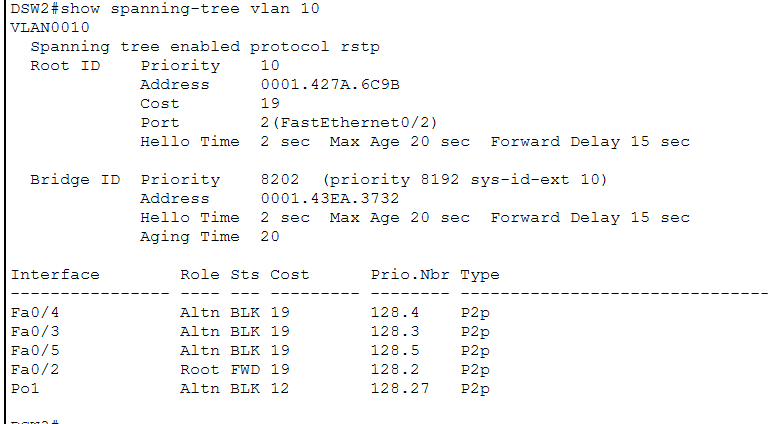 DSW2#show spanning-tree vlan 10
VLAN0010
  Spanning tree enabled protocol rstp
  Root ID    Priority    10
             Address     0001.427A.6C9B
             Cost        19
             Port        2(FastEthernet0/2)
             Hello Time  2 sec  Max Age 20 sec  Forward Delay 15 sec

  Bridge ID  Priority    8202  (priority 8192 sys-id-ext 10)
             Address     0001.43EA.3732
             Hello Time  2 sec  Max Age 20 sec  Forward Delay 15 sec
             Aging Time  20

Interface        Role Sts Cost      Prio.Nbr Type
---------------- ---- --- --------- -------- --------------------------------
Fa0/4            Altn BLK 19        128.4    P2p
Fa0/3            Altn BLK 19        128.3    P2p
Fa0/5            Altn BLK 19        128.5    P2p
Fa0/2            Root FWD 19        128.2    P2p
Po1              Altn BLK 12        128.27   P2p

DSW2#